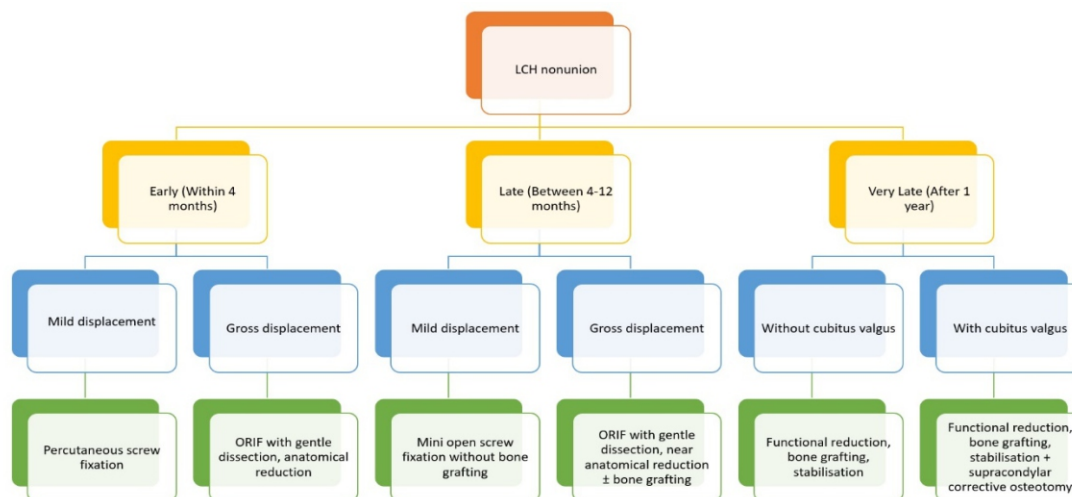 LCH nonunion
Early (Within 4
months)
Late (Between 4-12
months)
Very Late (After 1
year)
Mild displacement
Gross displacement
Mild displacement
Gross displacement
Without cubitus valgus
With cubitus valgus
Percutaneous screw
fixation
ORIF with gentle
dissection, anatomical
reduction
Mini open screw
fixation without bone
grafting
ORIF with gentle
dissection, near
anatomical reduction
± bone grafting
Functional reduction,
bone grafting,
stabilisation
Functional reduction,
bone grafting,
stabilisation +
supracondylar
corrective osteotomy